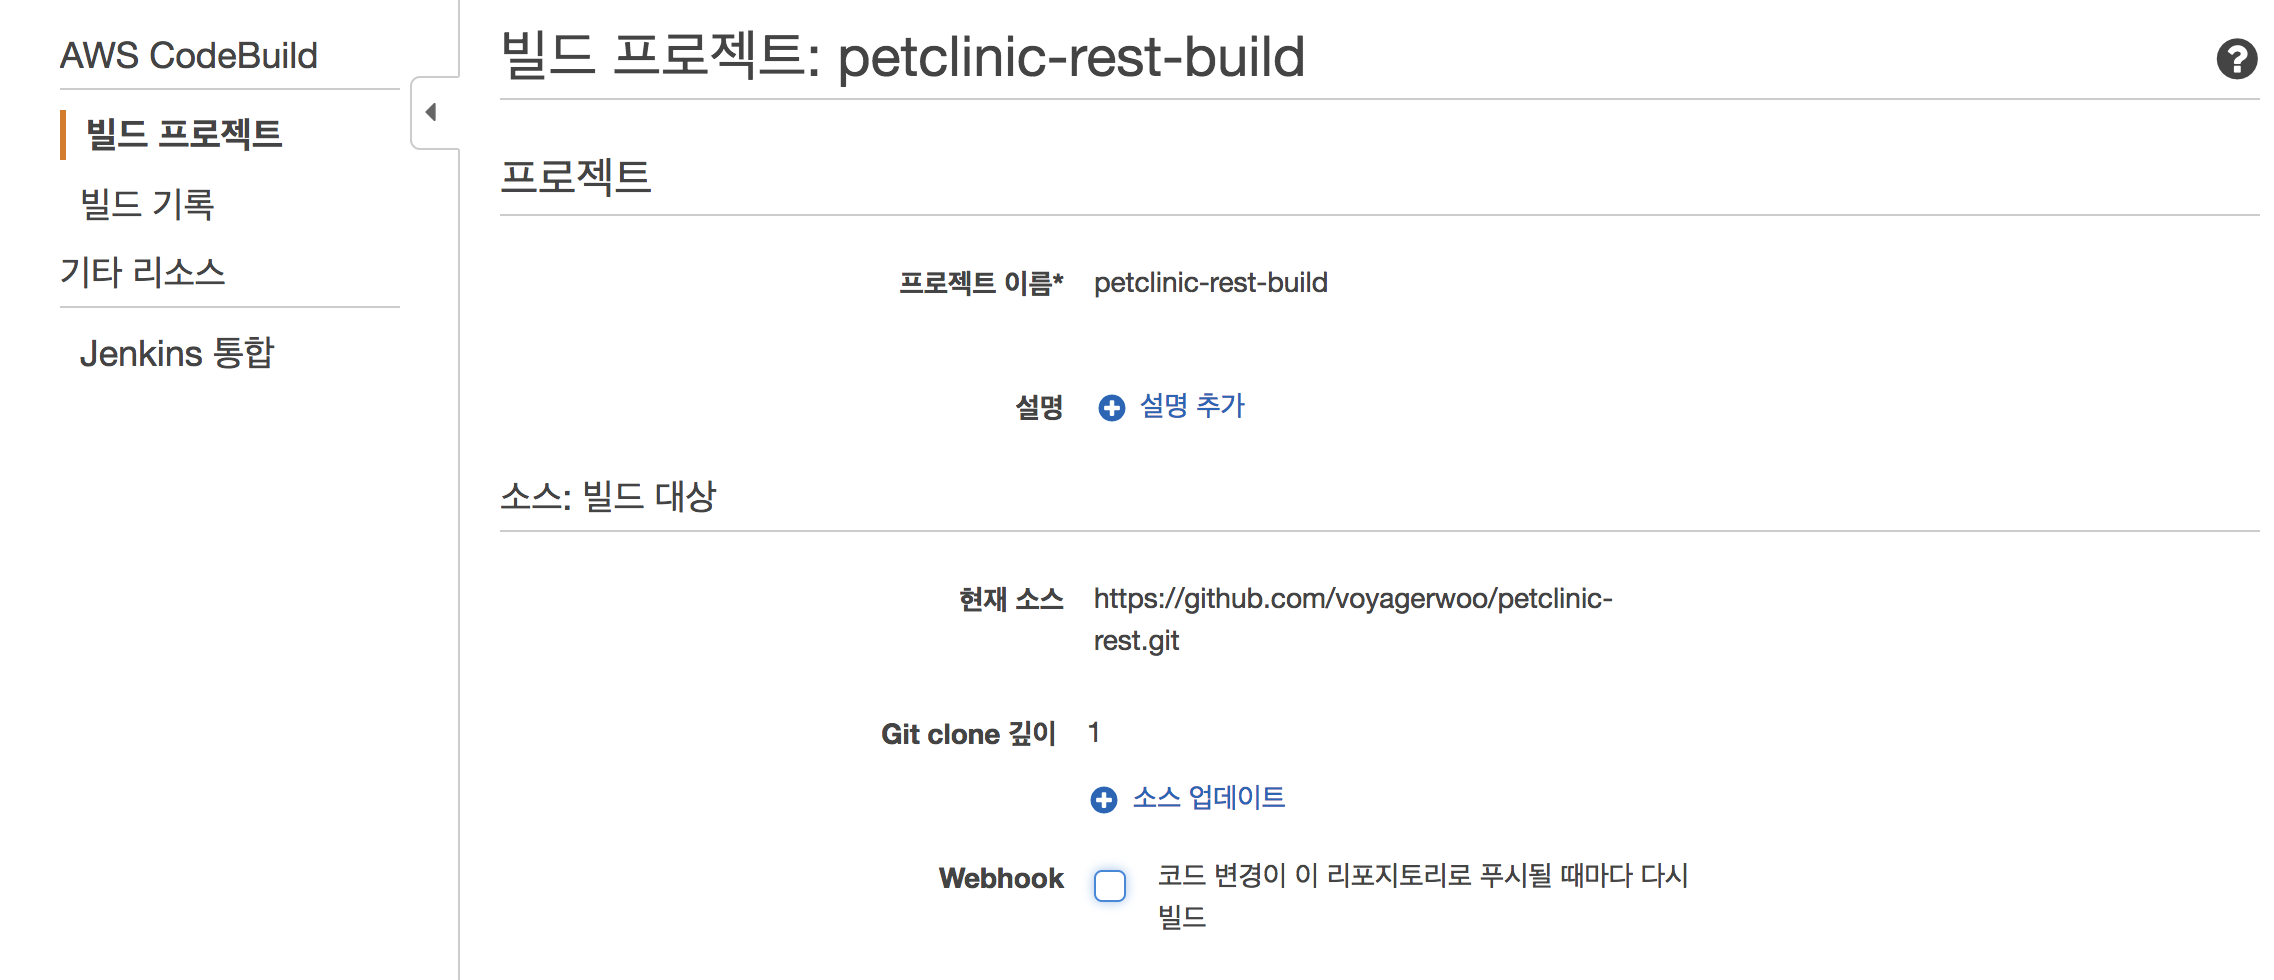 AWS CodeBuild
빌드 프로젝트
빌드 기록
기타 리소스
Jenkins 통합
빌드 프로젝트: petclinic-rest-build
프로젝트
프로젝트 이름* petclinic-rest-build
설명 설명 추가
소스: 빌드 대상
현재 소스 https://github.com/voyagerwoo/petclinic-
rest.git
Git clone 깊이 1
소스 업데이트
Webhook 코드 변경이 이 리포지토리로 푸시될 때마다 다시
빌드